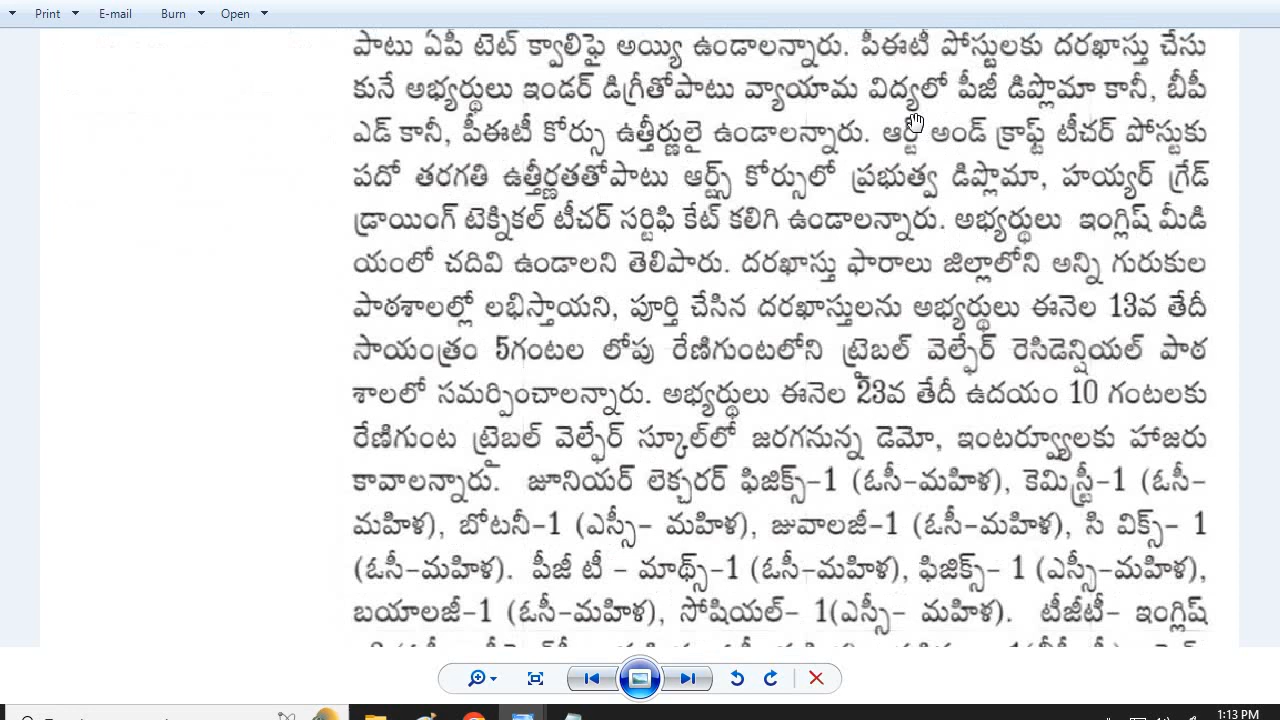 Print E-mail Burn Open
పాటు ఏపీ టెట్ క్వాలిఫై అయ్యి ఉండాలన్నారు. పీఈటీ పోస్టులకు దరఖాస్తు చేసు
కునే అభ్యర్థులు ఇండర్ డిగ్రీతోపాటు వ్యాయామ విద్యలో పీజీ డిప్లొమా కానీ, బీపీ
ఎడ్ కానీ, పీఈటీ కోర్సు ఉత్తీర్ణులై ఉండాలన్నారు. ఆర్ట్ అండ్ క్రాఫ్ట్ టీచర్ పోస్టుకు
పదో తరగతి ఉత్తీర్ణతతోపాటు ఆర్ట్స్ కోర్సులో ప్రభుత్వ డిప్లొమా, హయ్యర్ గ్రేడ్
డ్రాయింగ్ టెక్నికల్ టీచర్ సర్టిఫి కేట్ కలిగి ఉండాలన్నారు. అభ్యర్థులు ఇంగ్లిష్ మీడి
యంలో చదివి ఉండాలని తెలిపారు. దరఖాస్తు ఫారాలు జిల్లాలోని అన్ని గురుకుల
పాఠశాలల్లో లభిస్తాయని, పూర్తి చేసిన దరఖాస్తులను అభ్యర్థులు ఈనెల 13వ తేదీ
సాయంత్రం 5గంటల లోపు రేణిగుంటలోని ట్రైబల్ వెల్ఫేర్ రెసిడెన్షియల్ పాఠ
శాలలో సమర్పించాలన్నారు. అభ్యర్థులు ఈనెల 23వ తేదీ ఉదయం 10 గంటలకు
రేణిగుంట ట్రైబల్ వెల్ఫేర్ స్కూల్‌లో జరగనున్న డెమో, ఇంటర్వ్యూలకు హాజరు
కావాలన్నారు. జూనియర్ లెక్చరర్ ఫిజిక్స్-1 (ఓసీ-మహిళ), కెమిస్ట్రీ-1 (ఓసీ-
మహిళ), బోటనీ-1 (ఎస్సీ- మహిళ), జువాలజీ-1 (ఓసీ-మహిళ), సి విక్స్- 1
(ఓసీ-మహిళ). పీజీ టీ - మాథ్స్-1 (ఓసీ-మహిళ), ఫిజిక్స్- 1 (ఎస్సీ-మహిళ),
బయాలజీ-1 (ఓసీ-మహిళ), సోషియల్- 1(ఎస్సీ- మహిళ). టీజీటీ- ఇంగ్లిష్
1:13 PM